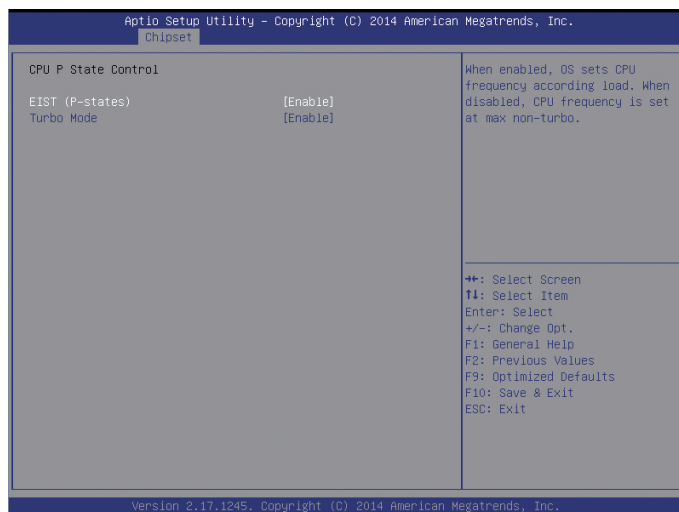 Aptio Setup Utility – Copyright (C) 2014 American Megatrends, Inc.
Chipset
CPU P State Control
EIST (P-states) [Enable]
Turbo Mode [Enable]
When enabled, OS sets CPU
frequency according load. When
disabled, CPU frequency is set
at max non-turbo.
→←: Select Screen
↑↓: Select Item
Enter: Select
+/-: Change Opt.
F1: General Help
F2: Previous Values
F9: Optimized Defaults
F10: Save & Exit
ESC: Exit
Version 2.17.1245. Copyright (C) 2014 American Megatrends, Inc.